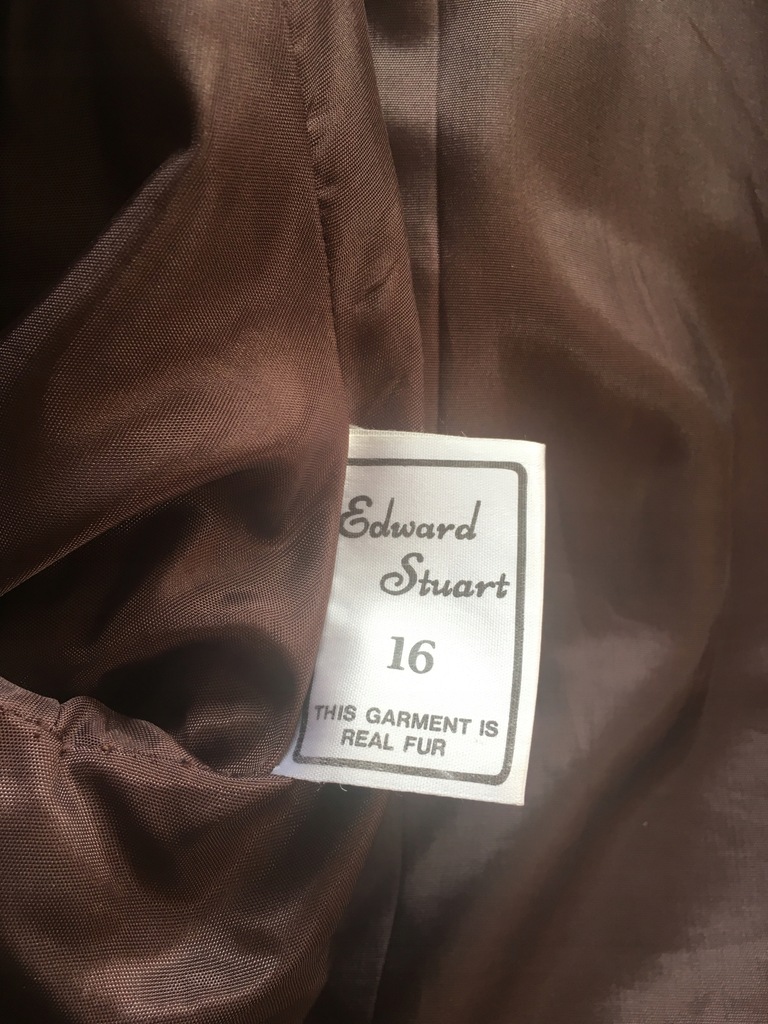 Edward
Stuart
16
THIS GARMENT IS
REAL FUR